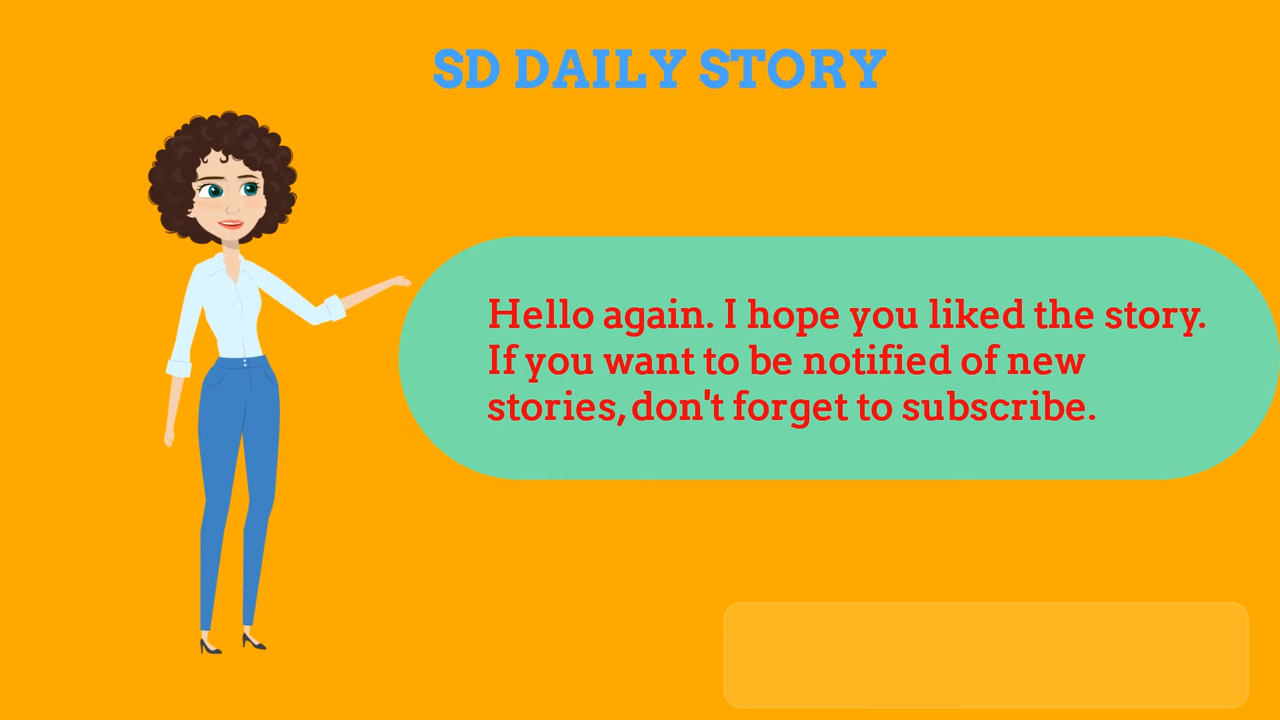 SD DAILY STORY
Hello again. I hope you liked the story.
If you want to be notified of new
stories, don't forget to subscribe.